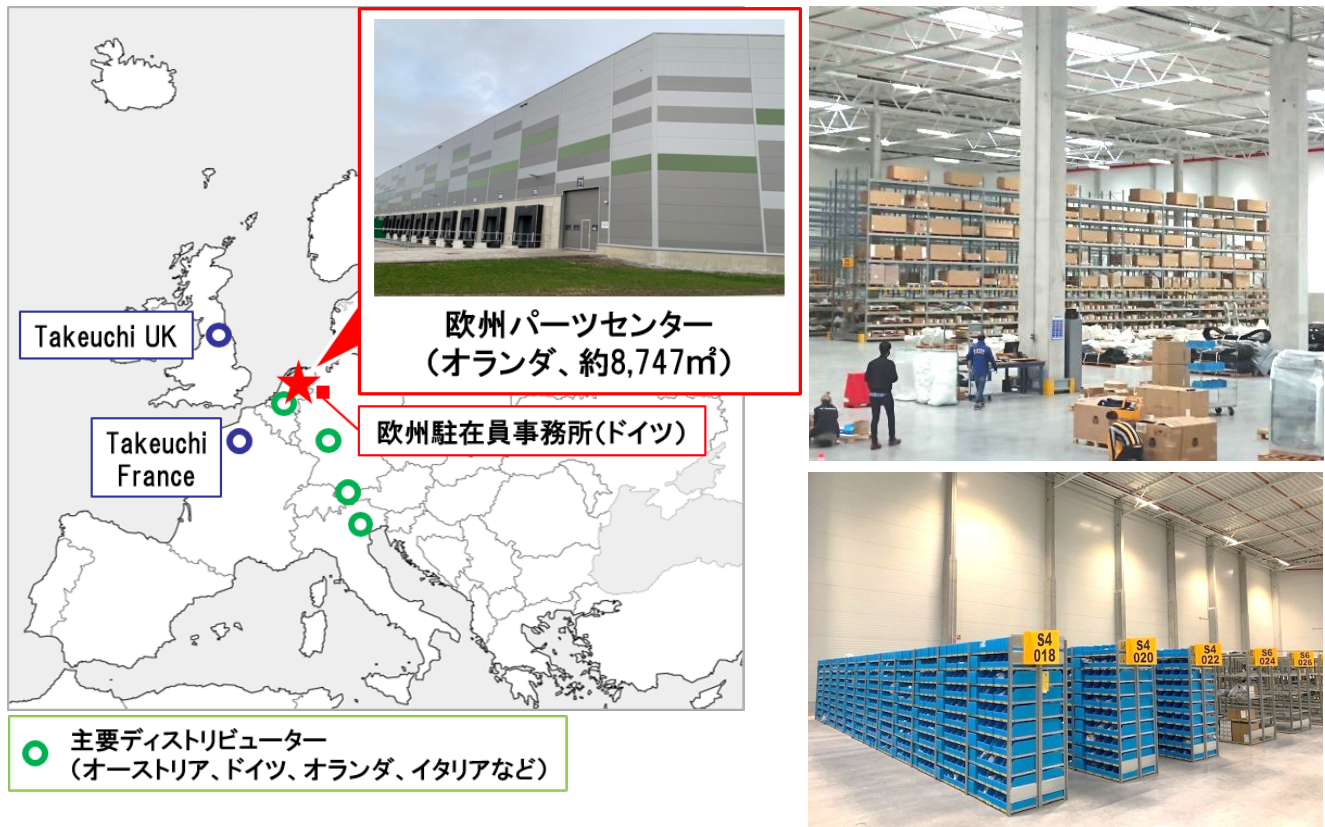 欧州パーツセンター
（オランダ、約8,747㎡）
Takeuchi UK
欧州駐在員事務所(ドイツ)
Takeuchi
France
主要ディストリビューター
（オーストリア、ドイツ、オランダ、イタリアなど）
S4
018
S4
020
S4
022
S6
024
S6
026